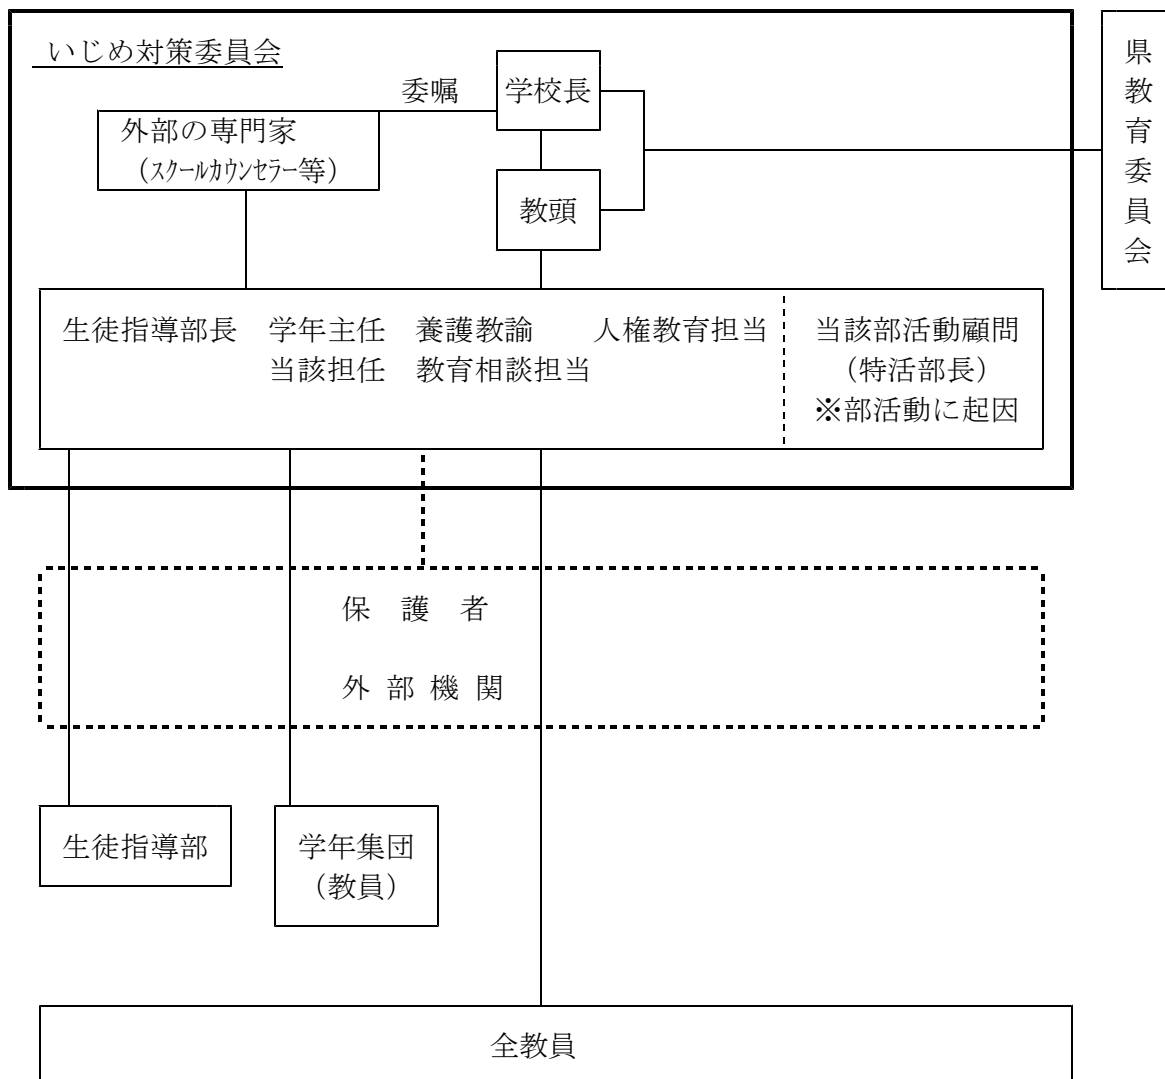 いじめ対策委員会
委嘱
学校長
外部の専門家
（ｽｸｰﾙｶｳﾝｾﾗｰ等）
教頭
県教育委員会
生徒指導部長　学年主任　養護教諭　人権教育担当　当該部活動顧問
当該担任　教育相談担当　（特活部長）
※部活動に起因
保　護　者
外 部 機 関
生徒指導部
学年集団
（教員）
全教員